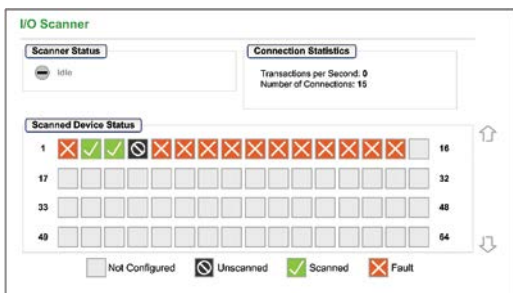 I/O Scanner
Scanner Status
Connection Statistics
Idle
Transactions per Second: 0
Number of Connections: 15
Scanned Device Status
1 16
17 32
33 48
49 64
Not Configured Unscanned Scanned Fault